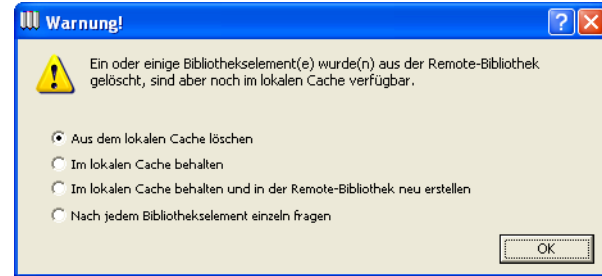 Warnung!
Ein oder einige Bibliothekselement(e) wurde(n) aus der Remote-Bibliothek
gelöscht, sind aber noch im lokalen Cache verfügbar.
Aus dem lokalen Cache löschen
Im lokalen Cache behalten
Im lokalen Cache behalten und in der Remote-Bibliothek neu erstellen
Nach jedem Bibliothekselement einzeln fragen
OK